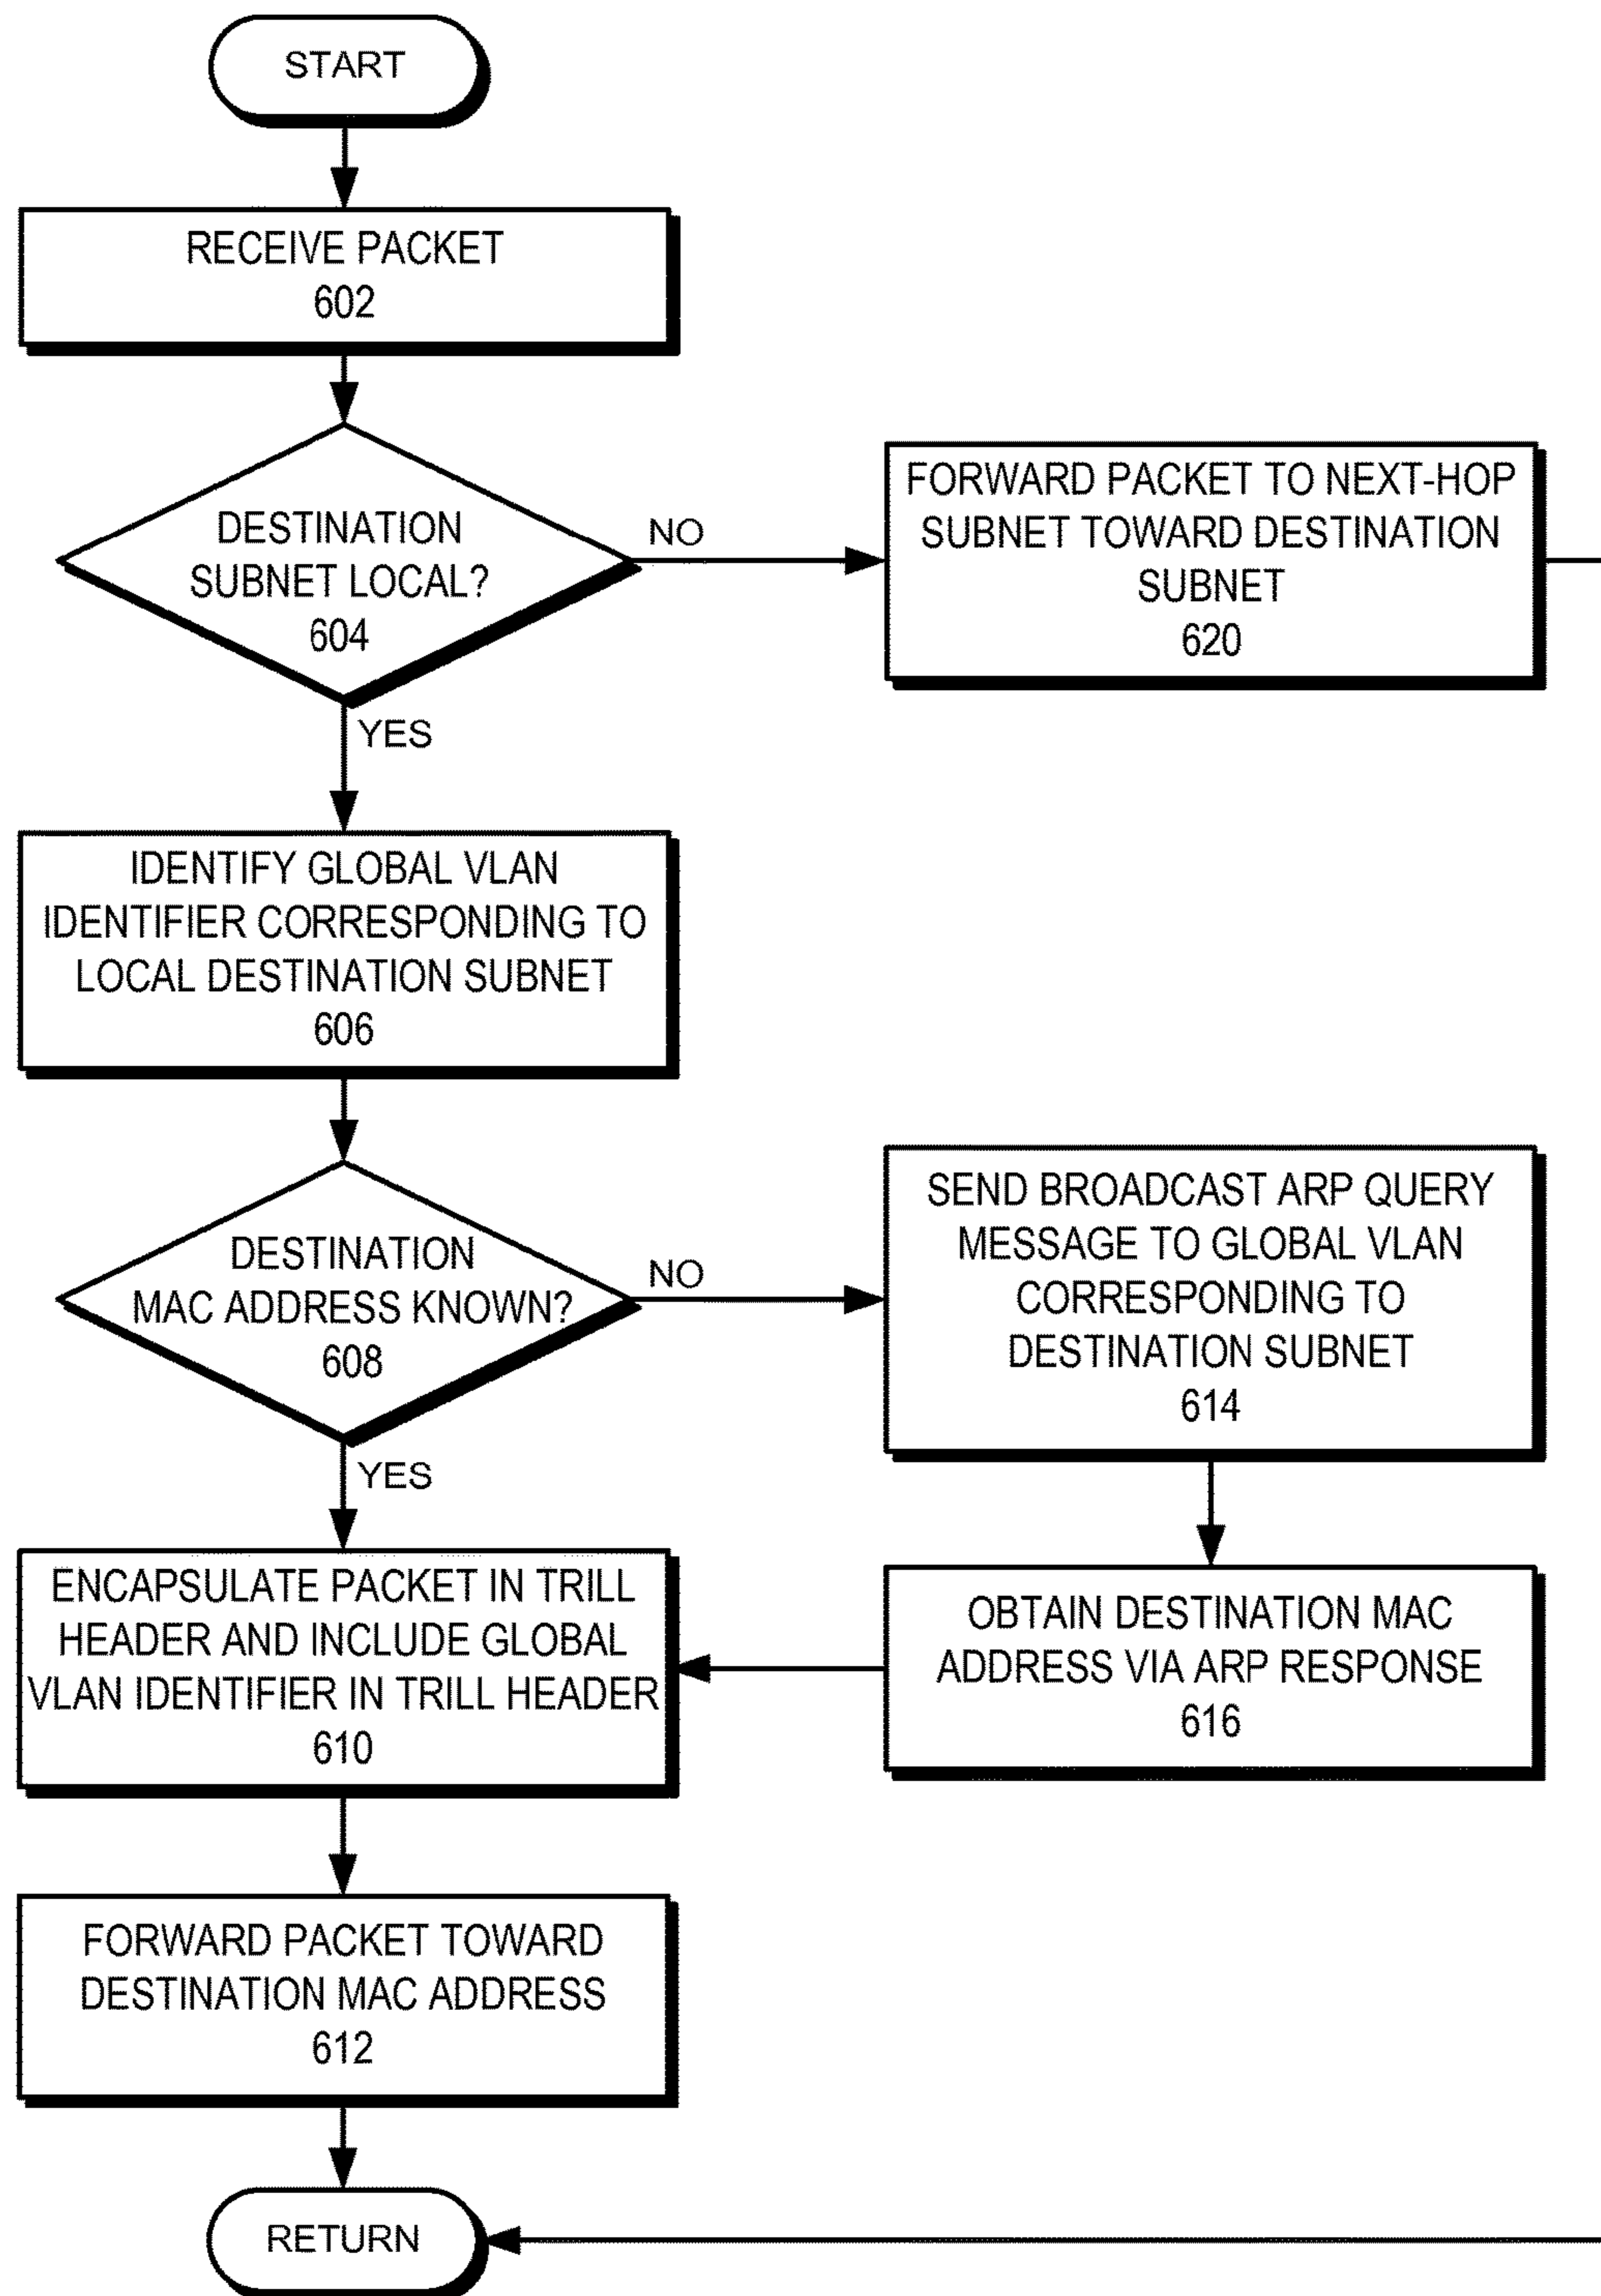 START
RECEIVE PACKET
602
DESTINATION
SUBNET LOCAL?
604
NO
FORWARD PACKET TO NEXT-HOP
SUBNET TOWARD DESTINATION
SUBNET
620
YES
IDENTIFY GLOBAL VLAN
IDENTIFIER CORRESPONDING TO
LOCAL DESTINATION SUBNET
606
DESTINATION
MAC ADDRESS KNOWN?
608
NO
SEND BROADCAST ARP QUERY
MESSAGE TO GLOBAL VLAN
CORRESPONDING TO
DESTINATION SUBNET
614
YES
ENCAPSULATE PACKET IN TRILL
HEADER AND INCLUDE GLOBAL
VLAN IDENTIFIER IN TRILL HEADER
610
OBTAIN DESTINATION MAC
ADDRESS VIA ARP RESPONSE
616
FORWARD PACKET TOWARD
DESTINATION MAC ADDRESS
612
RETURN